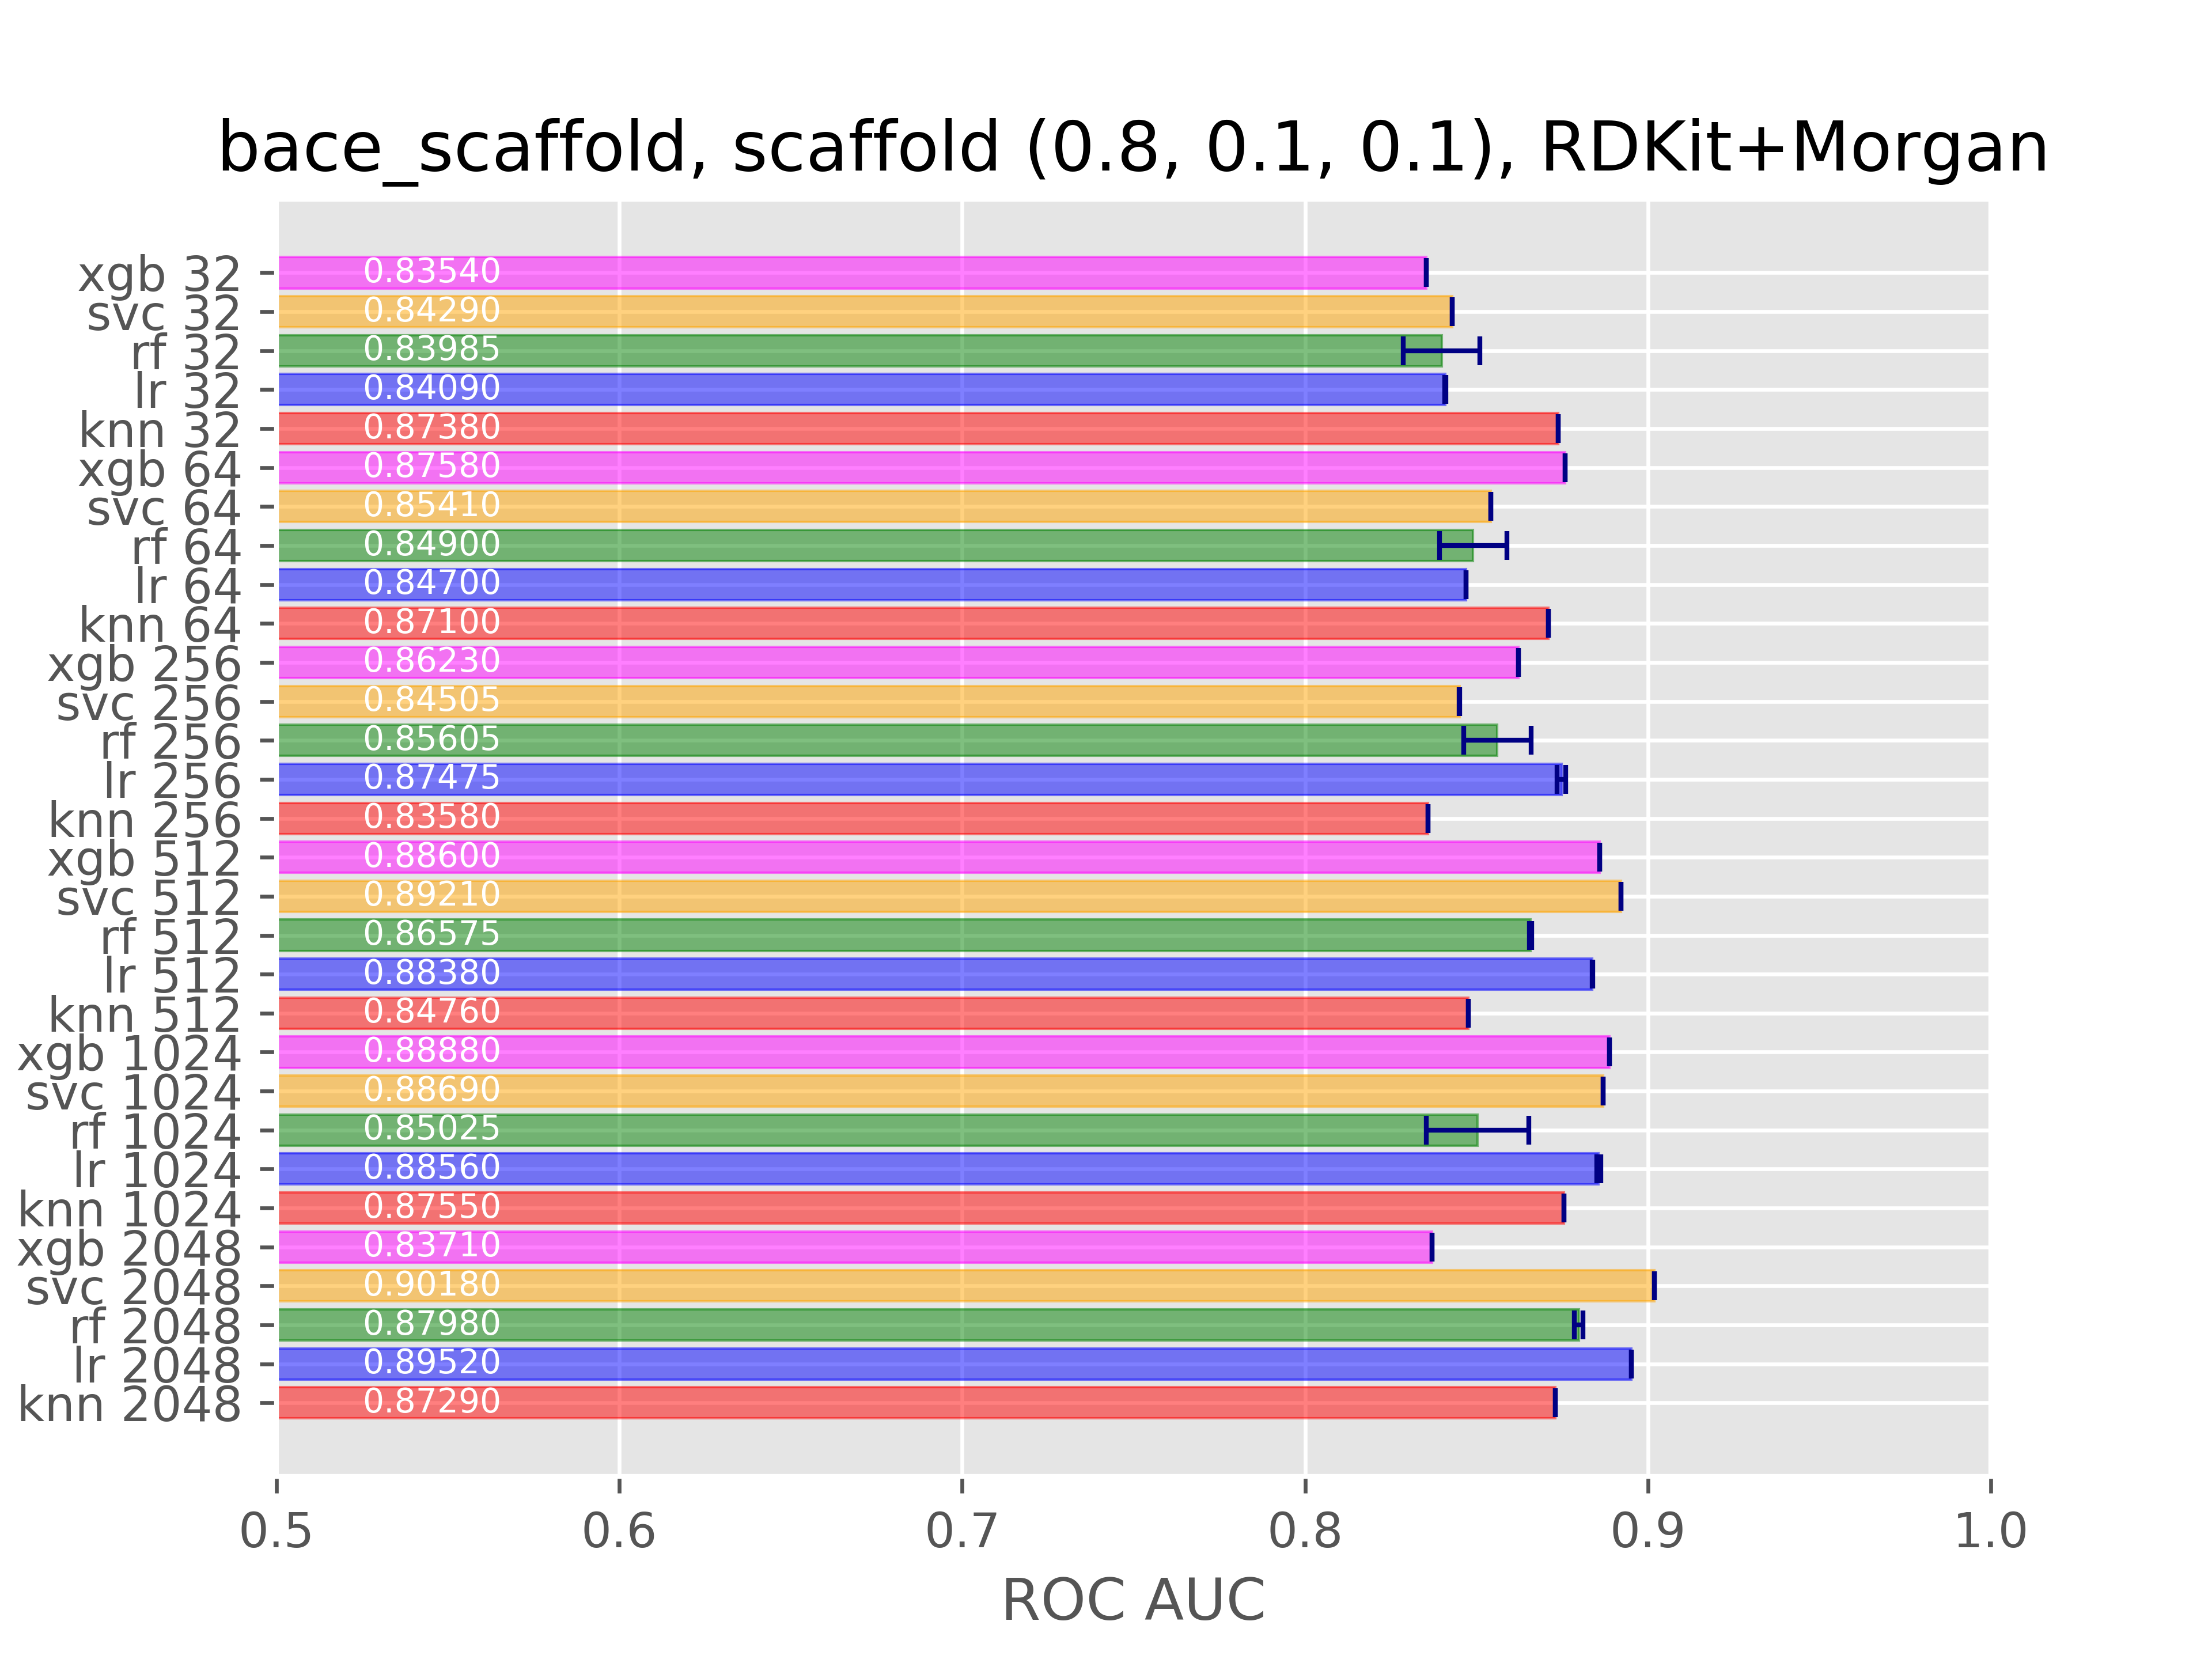 bace_scaffold, scaffold (0.8, 0.1, 0.1), RDKit+Morgan
xgb 32 0.83540
svc 32 0.84290
rf 32 0.83985
lr 32 0.84090
knn 32 0.87380
xgb 64 0.87580
svc 64 0.85410
rf 64 0.84900
lr 64 0.84700
knn 64 0.87100
xgb 256 0.86230
svc 256 0.84505
rf 256 0.85605
lr 256 0.87475
knn 256 0.83580
xgb 512 0.88600
svc 512 0.89210
rf 512 0.86575
lr 512 0.88380
knn 512 0.84760
xgb 1024 0.88880
svc 1024 0.88690
rf 1024 0.85025
lr 1024 0.88560
knn 1024 0.87550
xgb 2048 0.83710
svc 2048 0.90180
rf 2048 0.87980
lr 2048 0.89520
knn 2048 0.87290
0.5 0.6 0.7 0.8 0.9 1.0
ROC AUC